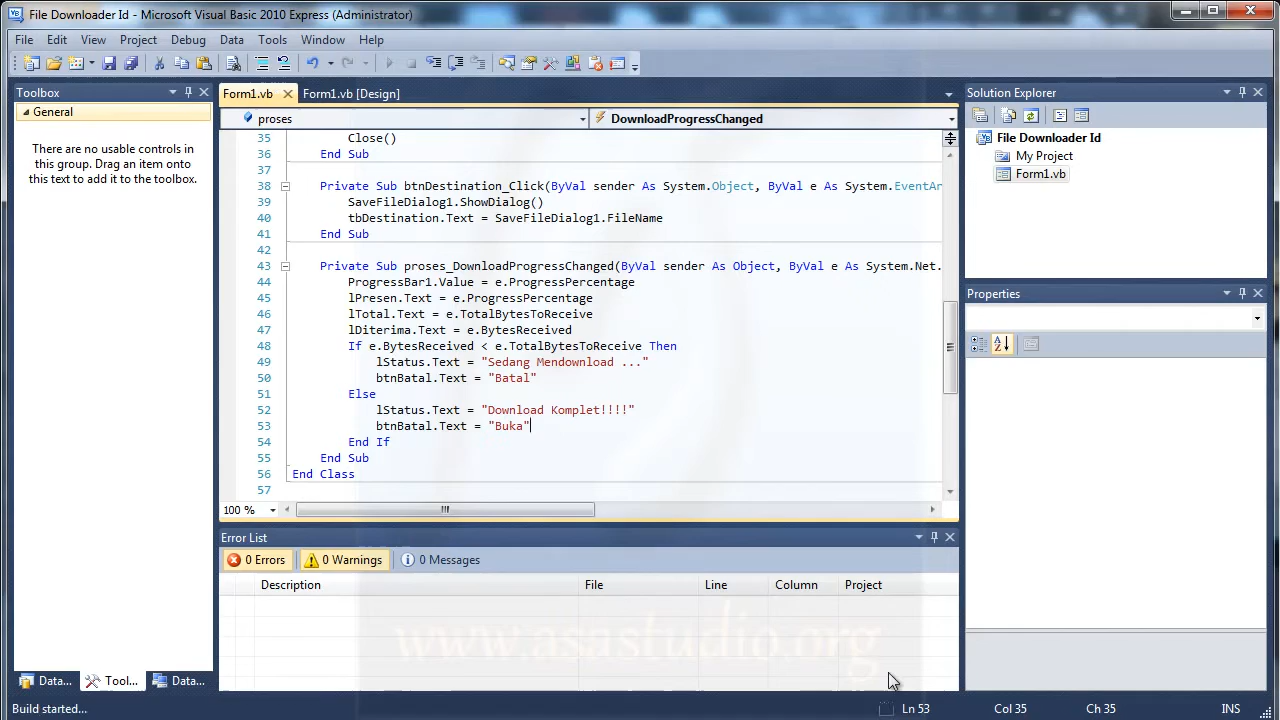 File Downloader Id - Microsoft Visual Basic 2010 Express (Administrator)
File Edit View Project Debug Data Tools Window Help
Toolbox
General
There are no usable controls in
this group. Drag an item onto
this text to add it to the toolbox.
Data...
Tool...
Data...
Form1.vb
Form1.vb [Design]
proses
DownloadProgressChanged
35 Close()
36 End Sub
37
38 Private Sub btnDestination_Click(ByVal sender As System.Object, ByVal e As System.EventAr
39 SaveFileDialog1.ShowDialog()
40 tbDestination.Text = SaveFileDialog1.FileName
41 End Sub
42
43 Private Sub proses_DownloadProgressChanged(ByVal sender As Object, ByVal e As System.Net.
44 ProgressBar1.Value = e.ProgressPercentage
45 lPresen.Text = e.ProgressPercentage
46 lTotal.Text = e.TotalBytesToReceive
47 lDiterima.Text = e.BytesReceived
48 If e.BytesReceived < e.TotalBytesToReceive Then
49 lStatus.Text = "Sedang Mendownload ..."
50 btnBatal.Text = "Batal"
51 Else
52 lStatus.Text = "Download Komplet!!!!"
53 btnBatal.Text = "Buka"
54 End If
55 End Sub
56 End Class
57
100 %
Error List
0 Errors
0 Warnings
0 Messages
Description File Line Column Project
www.asastudio.org
Solution Explorer
File Downloader Id
My Project
Form1.vb
Properties
Build started...
Ln 53 Col 35 Ch 35 INS